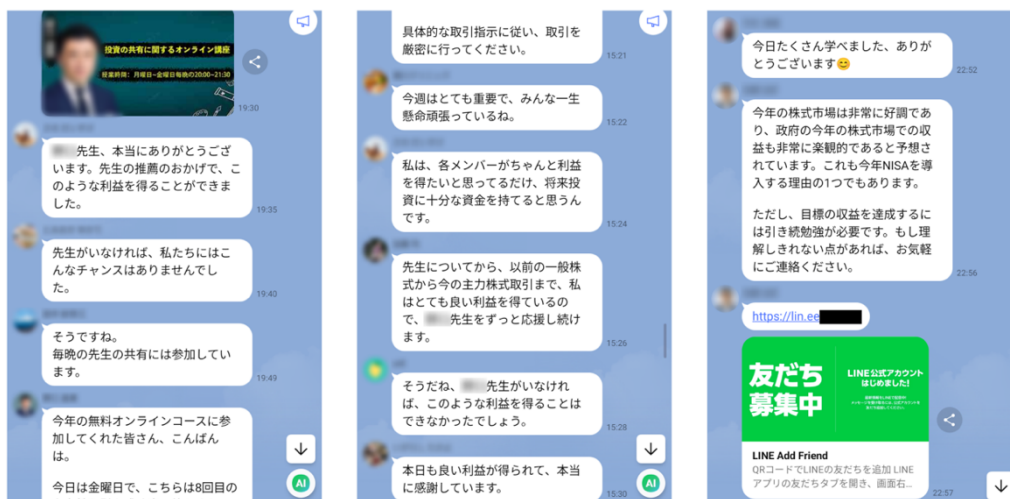 投資の共有に関するオンライン講座
授業時間: 月曜日~金曜日毎晩の20:00~21:30
19:30
先生、本当にありがとうござ
います。先生の推薦のおかげで、こ
のような利益を得ることができま
した。
19:35
先生がいなければ、私たちにはこ
んなチャンスはありませんでし
た。
19:40
そうですね。
毎晩の先生の共有には参加してい
ます。
19:49
今年の無料オンラインコースに参
加してくれた皆さん、こんばん
は。
今日は金曜日で、こちらは8回目の
AI
具体的な取引指示に従い、取引を
厳密に行ってください。
15:21
今週はとても重要で、みんな一生
懸命頑張っているね。
15:22
私は、各メンバーがちゃんと利益
を得たいと思ってるだけ、将来投
資に十分な資金を持てると思うん
です。
15:24
先生についてから、以前の一般株
式から今の主力株式取引まで、私
はとても良い利益を得ているの
で、先生をずっと応援し続け
ます。
15:26
そうだね、先生がいなけれ
ば、このような利益を得ることは
できなかったでしょう。
15:28
本日も良い利益が得られて、本当
に感謝しています。
15:30
AI
今日たくさん学べました、ありが
とうございます😊
22:52
今年の株式市場は非常に好調であ
り、政府の今年の株式市場での収
益も非常に楽観的であると予想さ
れています。これも今年NISAを導
入する理由の1つでもあります。
ただし、目標の収益を達成するに
は引き続勉強が必要です。もし理
解しきれない点があれば、お気軽
にご連絡ください。
22:56
https://lin.ee
友だち
募集中
LINE公式アカウント
はじめました!
LINE Add Friend
QRコードでLINEの友だちを追加 LINE
アプリの友だちタブを開き、画面右...
22:57